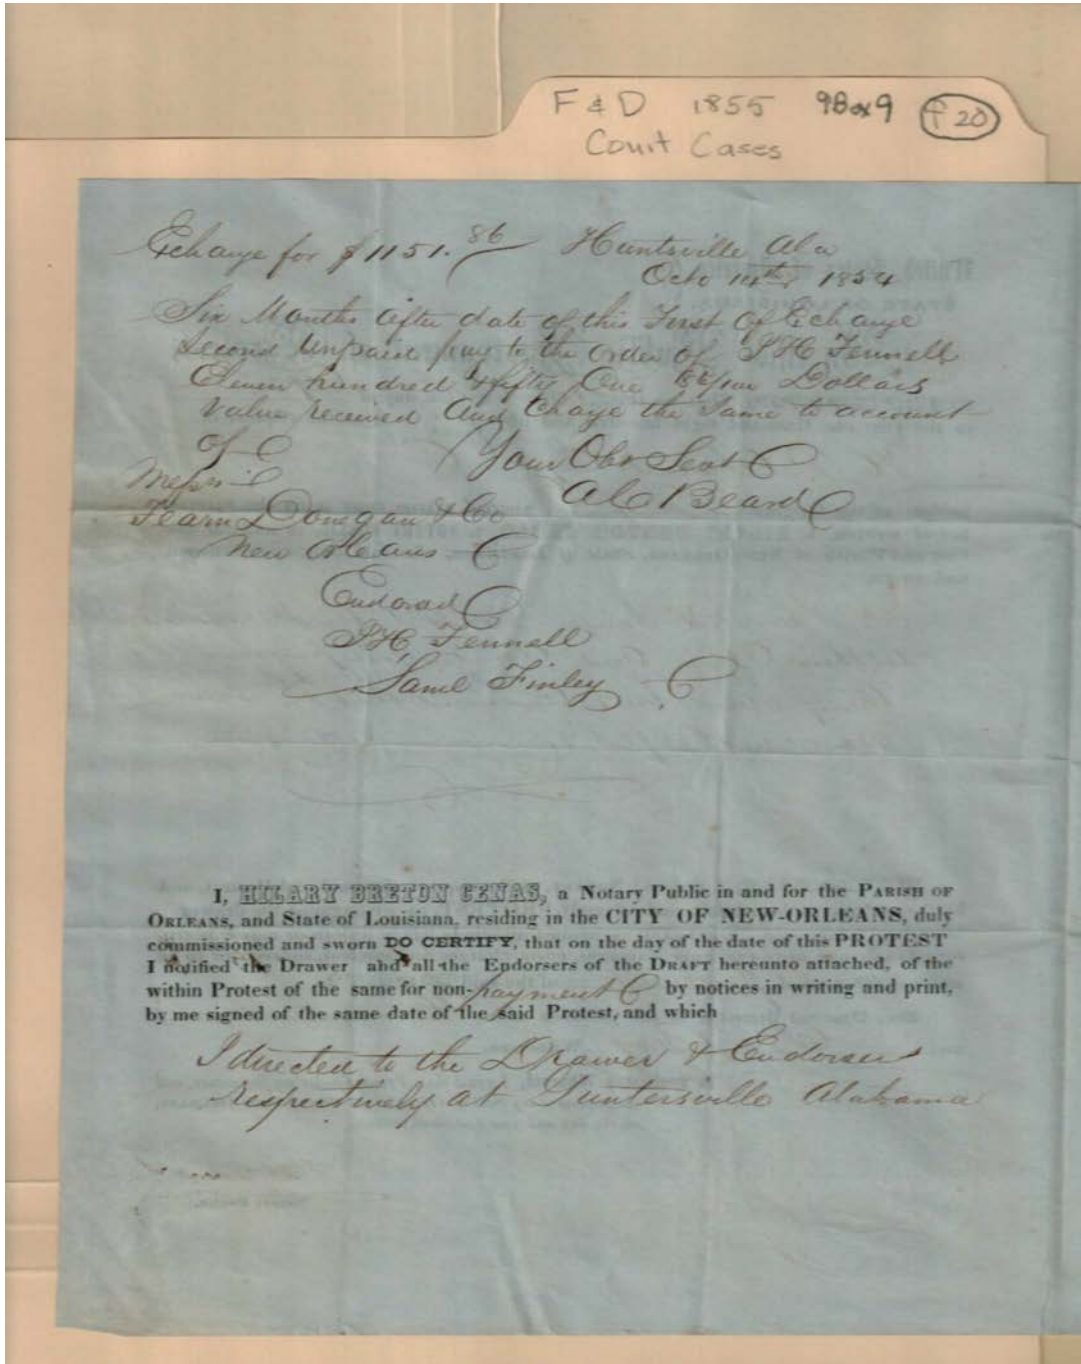 F & D 1855 98ox9 F 20
Court Cases
Echange for $1151.86 Huntsville Ala
Octo 14th 1854
Six Months after date of this First of Echange
Second Unpaid pay to the order of P H Fennell
Eleven hundred & fifty One 86/100 Dollars
Value received And Charge the Same to account
of
Your Obt Servt
Messrs
A C Beard
Fearn Donegan & Co
New Orleans
Endorsed
P H Fennell
Saml Finley
I, HILARY BRETON CENAS, a Notary Public in and for the PARISH OF
ORLEANS, and State of Louisiana, residing in the CITY OF NEW-ORLEANS, duly
commissioned and sworn DO CERTIFY, that on the day of the date of this PROTEST
I notified the Drawer and all the Endorsers of the DRAFT hereunto attached, of the
within Protest of the same for non-payment by notices in writing and print,
by me signed of the same date of the said Protest, and which
I directed to the Drawer & Endorsers
respectively at Guntersville Alabama